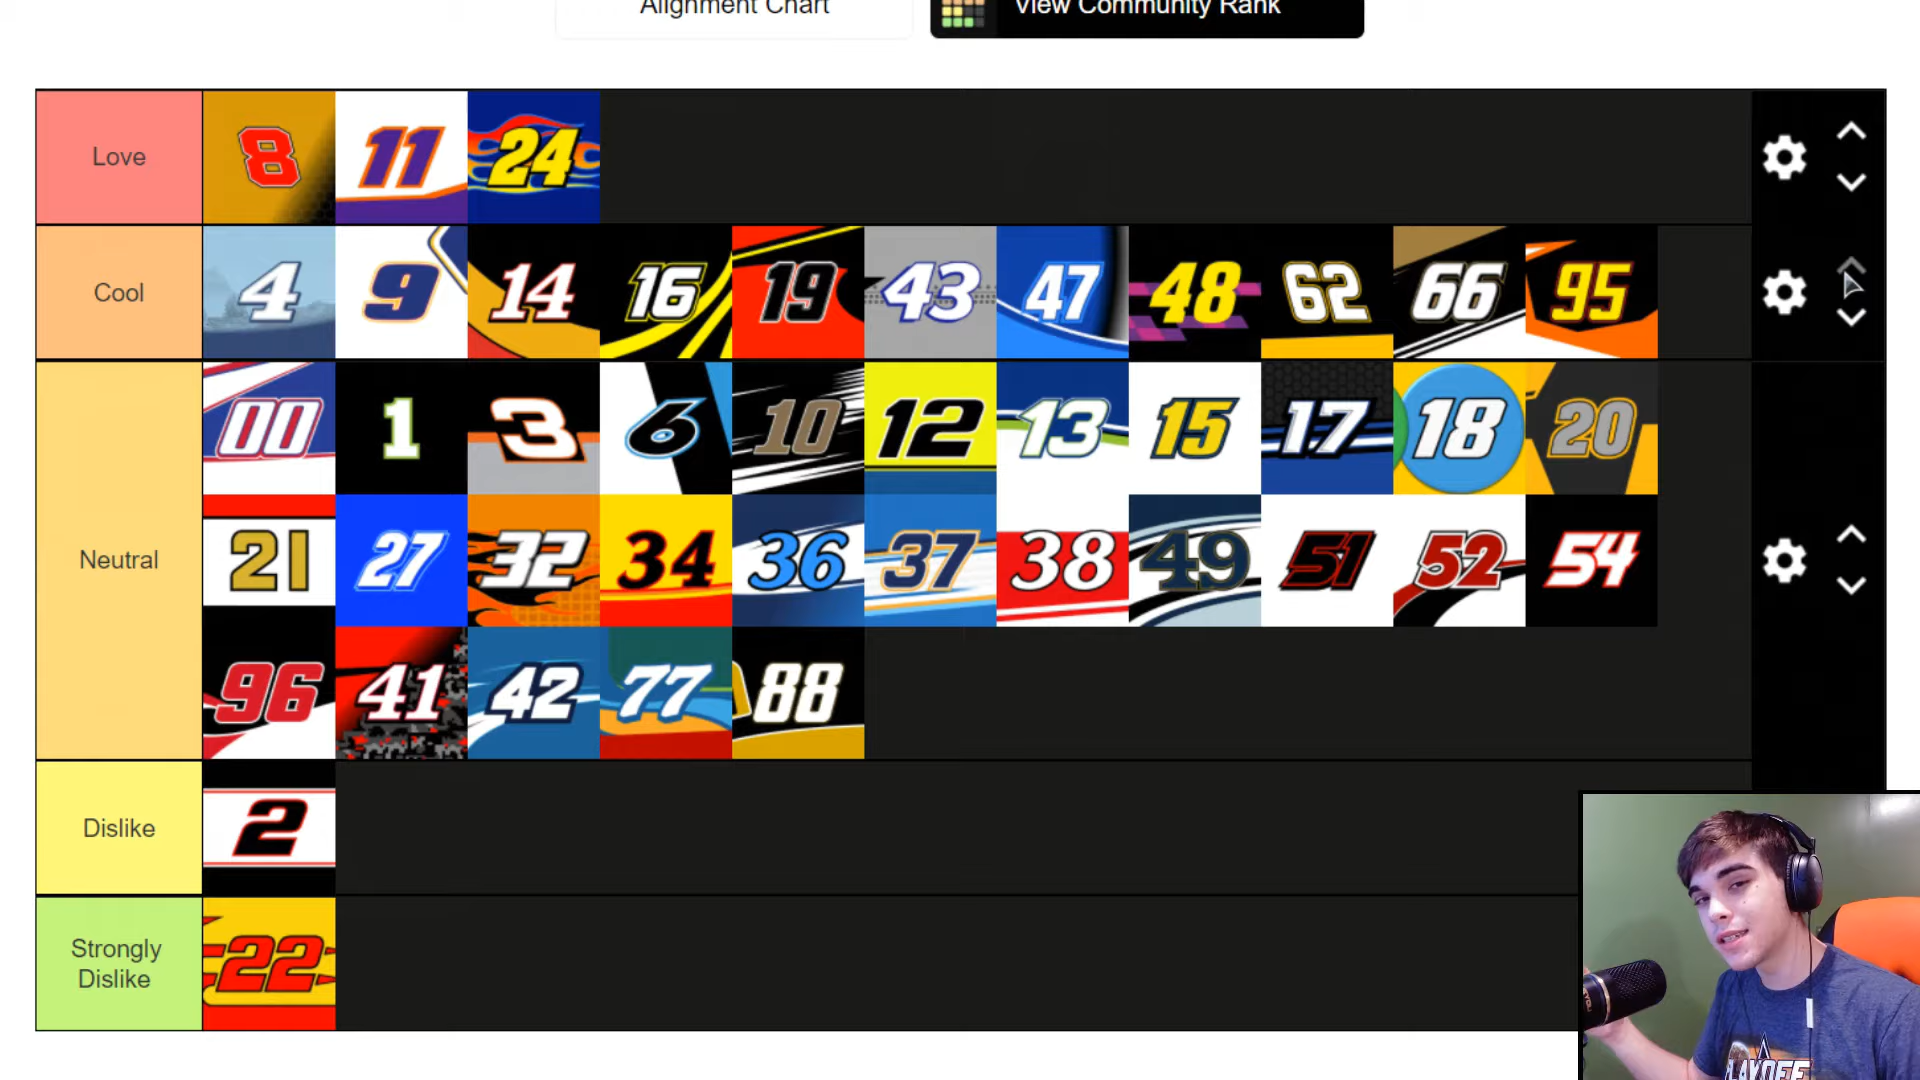 Alignment Chart
View Community Rank
Love
8 11 24
Cool
4 9 14 16 19 43 47 48 62 66 95
Neutral
00 1 3 6 10 12 13 15 17 18 20
21 27 32 34 36 37 38 49 51 52 54
96 41 42 77 88
Dislike
2
Strongly
Dislike
22
PLAYOFF